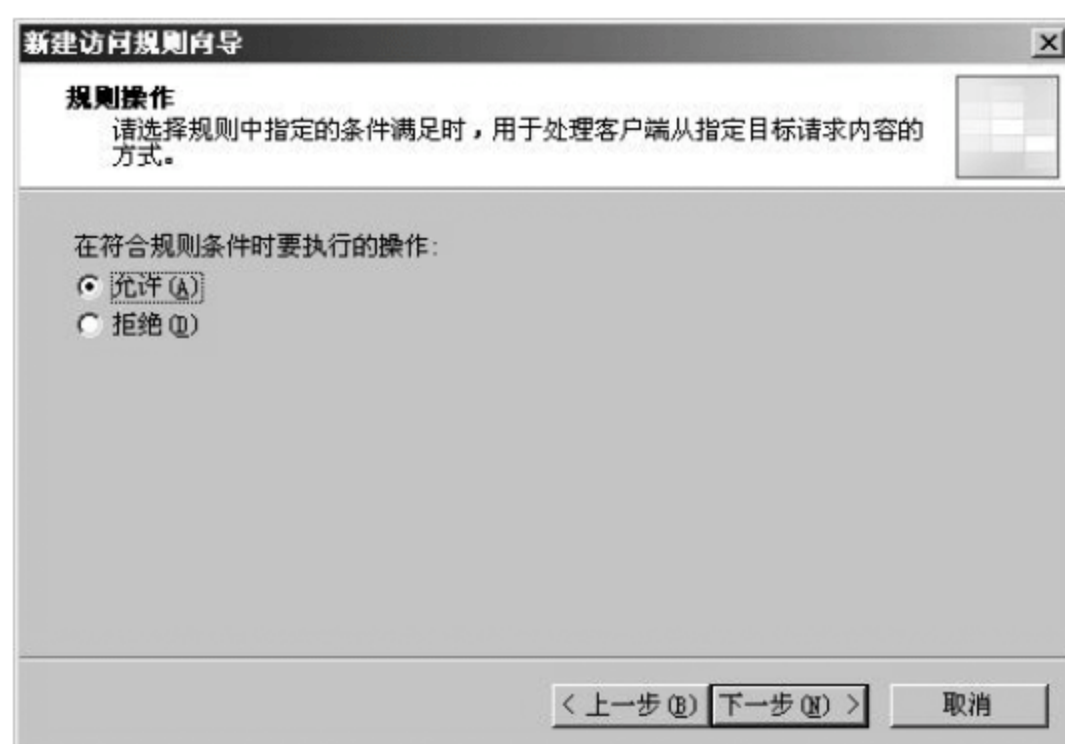 新建访问规则向导
规则操作
请选择规则中指定的条件满足时，用于处理客户端从指定目标请求内容的
方式。
在符合规则条件时要执行的操作:
允许(A)
拒绝(D)
< 上一步(B) 下一步(N) > 取消